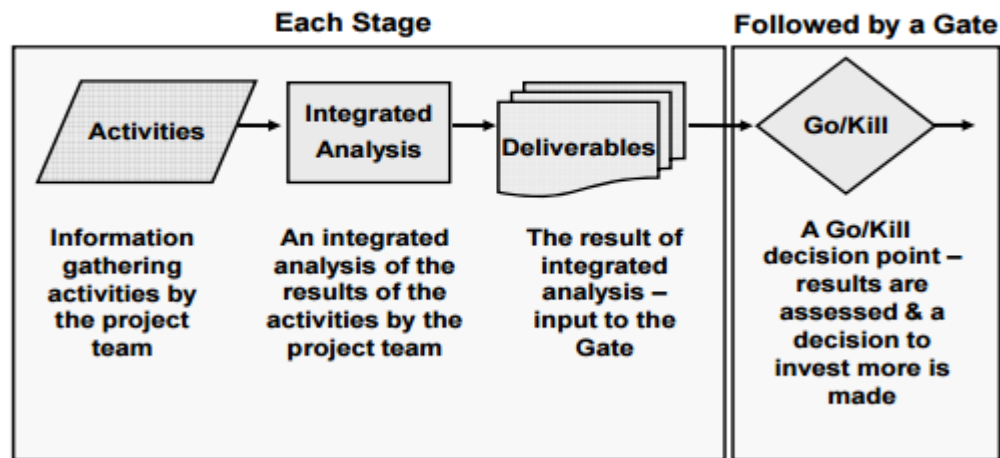 Each Stage
Followed by a Gate
Activities
Integrated
Analysis
Deliverables
Go/Kill
Information
gathering
activities by
the project
team
An integrated
analysis of the
results of the
activities by the
project team
The result of
integrated
analysis –
input to the
Gate
A Go/Kill
decision point –
results are
assessed & a
decision to
invest more is
made